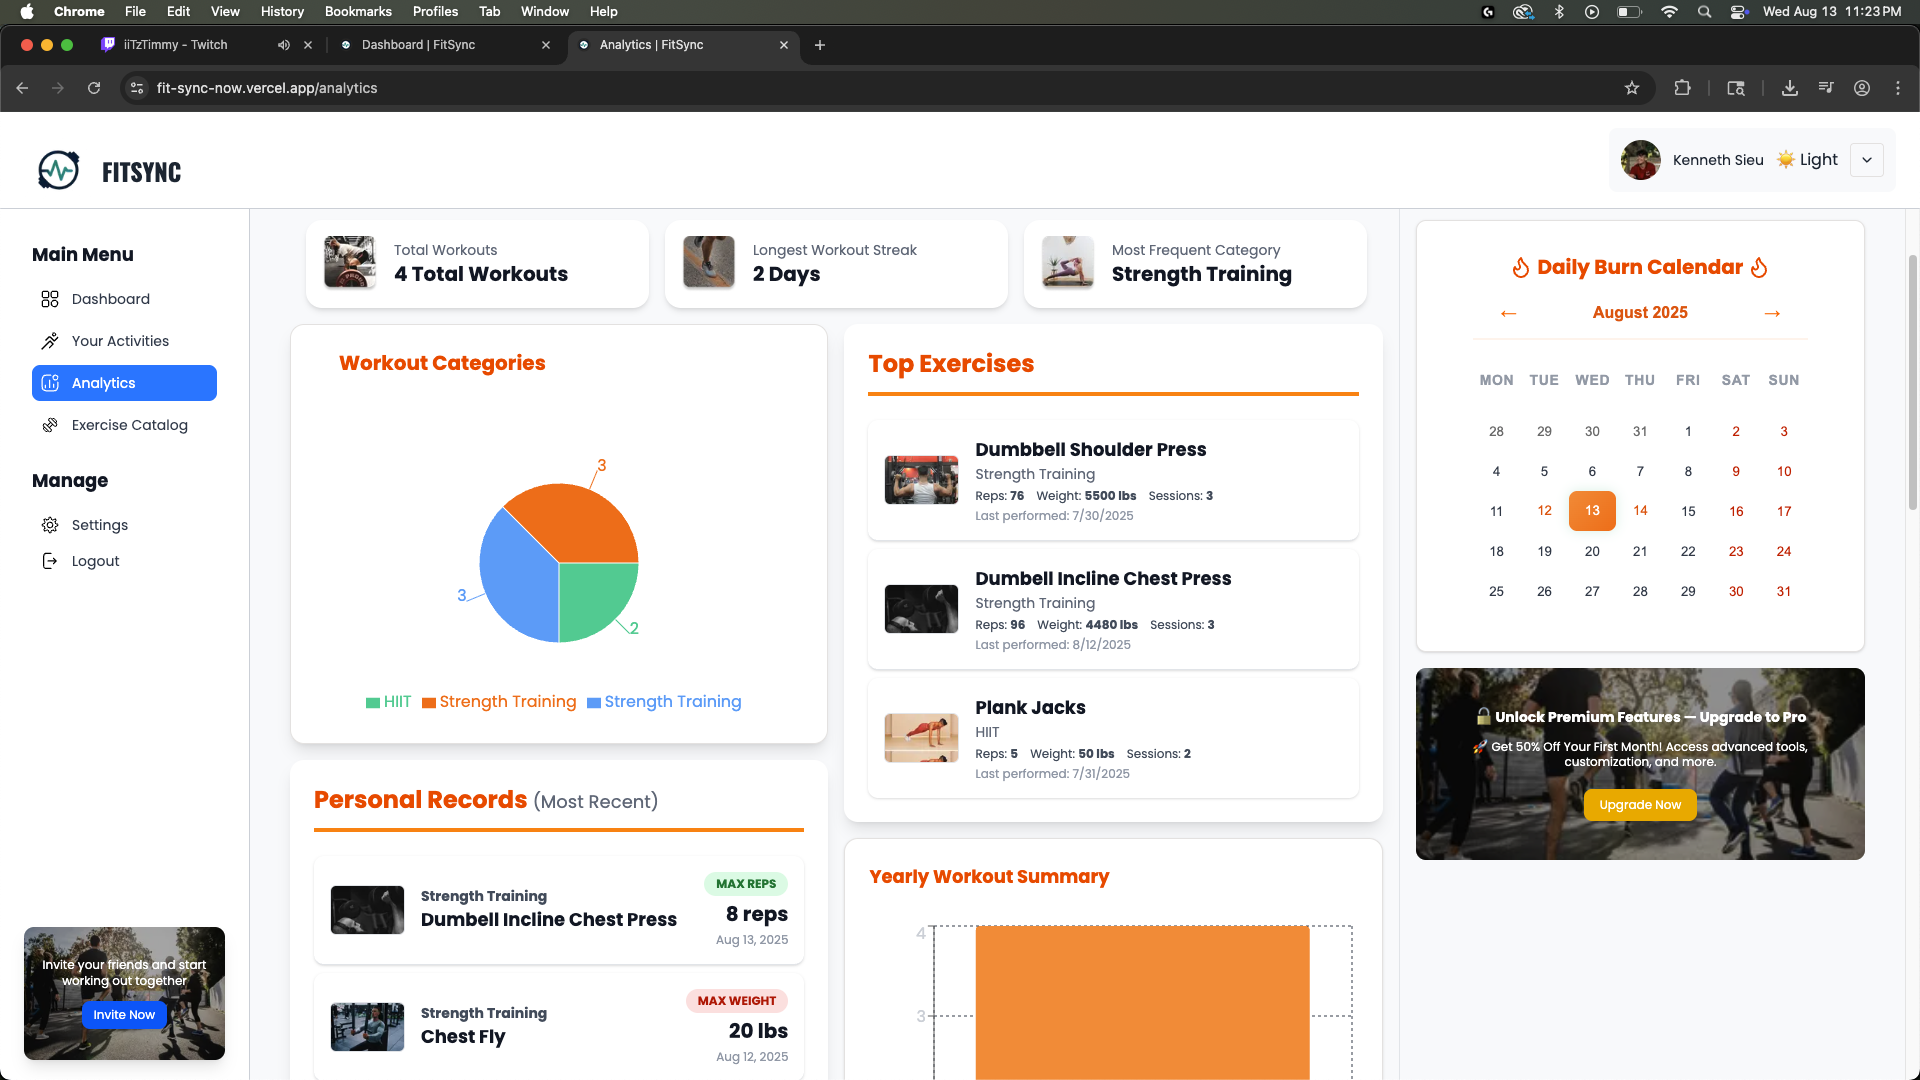 Chrome File Edit View History Bookmarks Profiles Tab Window Help
Wed Aug 13 11:23 PM
iiTzTimmy - Twitch
Dashboard | FitSync
Analytics | FitSync
fit-sync-now.vercel.app/analytics
FITSYNC
Kenneth Sieu
☀️ Light
Main Menu
Dashboard
Your Activities
Analytics
Exercise Catalog
Manage
Settings
Logout
Invite your friends and start
working out together
Invite Now
Total Workouts
4 Total Workouts
Longest Workout Streak
2 Days
Most Frequent Category
Strength Training
Workout Categories
3
3
2
HIIT Strength Training Strength Training
Personal Records (Most Recent)
Strength Training
Dumbell Incline Chest Press
MAX REPS
8 reps
Aug 13, 2025
Strength Training
Chest Fly
MAX WEIGHT
20 lbs
Aug 12, 2025
Top Exercises
Dumbbell Shoulder Press
Strength Training
Reps: 76 Weight: 5500 lbs Sessions: 3
Last performed: 7/30/2025
Dumbell Incline Chest Press
Strength Training
Reps: 96 Weight: 4480 lbs Sessions: 3
Last performed: 8/12/2025
Plank Jacks
HIIT
Reps: 5 Weight: 50 lbs Sessions: 2
Last performed: 7/31/2025
Yearly Workout Summary
4
3
Daily Burn Calendar
← August 2025 →
MON TUE WED THU FRI SAT SUN
28 29 30 31 1 2 3
4 5 6 7 8 9 10
11 12 13 14 15 16 17
18 19 20 21 22 23 24
25 26 27 28 29 30 31
🔓 Unlock Premium Features — Upgrade to Pro
🚀 Get 50% Off Your First Month! Access advanced tools,
customization, and more.
Upgrade Now